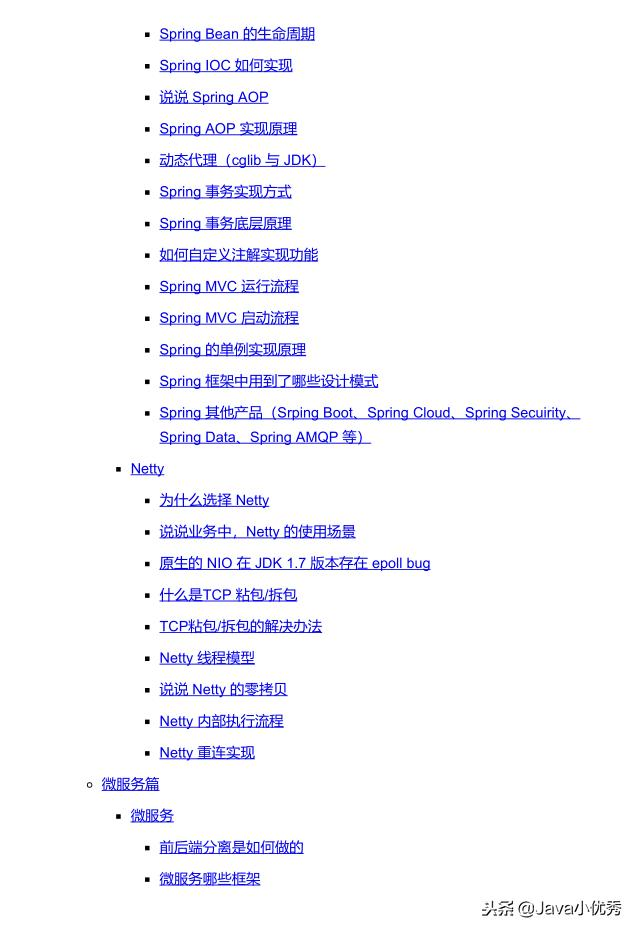 Spring Bean 的生命周期
Spring IOC 如何实现
说说 Spring AOP
Spring AOP 实现原理
动态代理（cglib 与 JDK）
Spring 事务实现方式
Spring 事务底层原理
如何自定义注解实现功能
Spring MVC 运行流程
Spring MVC 启动流程
Spring 的单例实现原理
Spring 框架中用到了哪些设计模式
Spring 其他产品（Srping Boot、Spring Cloud、Spring Secuirity、
Spring Data、Spring AMQP 等）
Netty
为什么选择 Netty
说说业务中，Netty 的使用场景
原生的 NIO 在 JDK 1.7 版本存在 epoll bug
什么是TCP 粘包/拆包
TCP粘包/拆包的解决办法
Netty 线程模型
说说 Netty 的零拷贝
Netty 内部执行流程
Netty 重连实现
微服务篇
微服务
前后端分离是如何做的
微服务哪些框架
头条 @Java小优秀